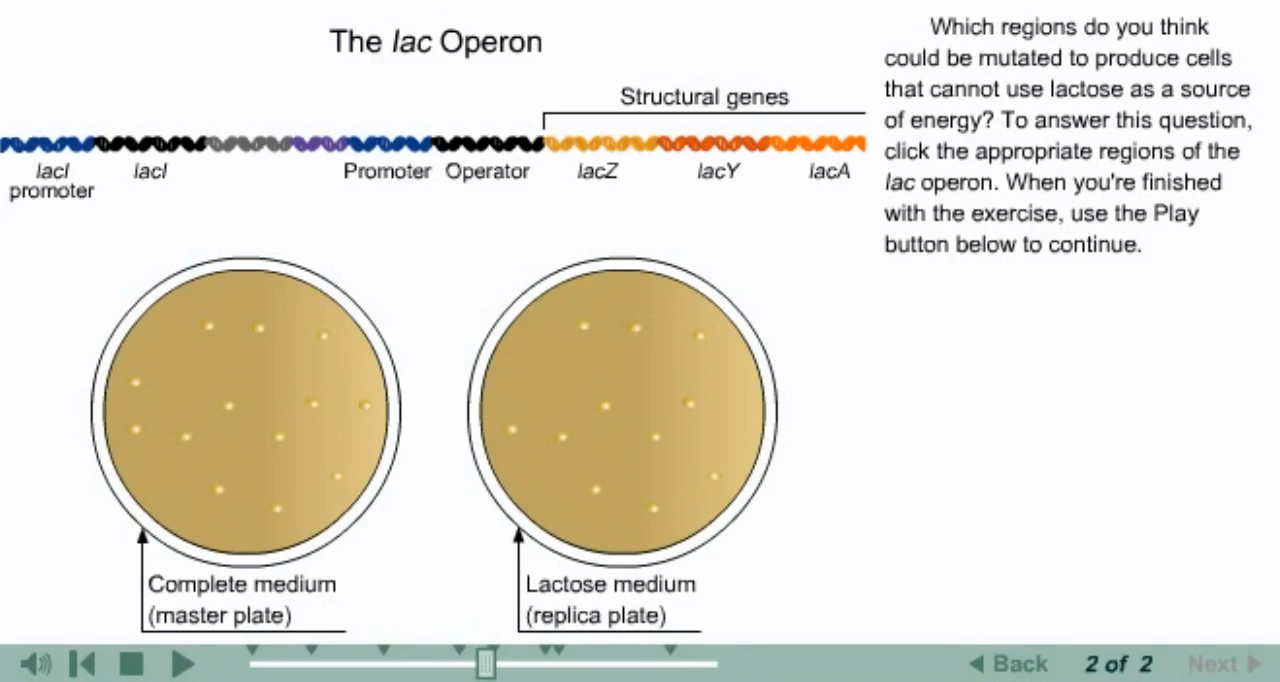 The lac Operon
Structural genes
lacI
promoter
lacI
Promoter
Operator
lacZ
lacY
lacA
Which regions do you think
could be mutated to produce cells
that cannot use lactose as a source
of energy? To answer this question,
click the appropriate regions of the
lac operon. When you're finished
with the exercise, use the Play
button below to continue.
Complete medium
(master plate)
Lactose medium
(replica plate)
Back
2 of 2
Next